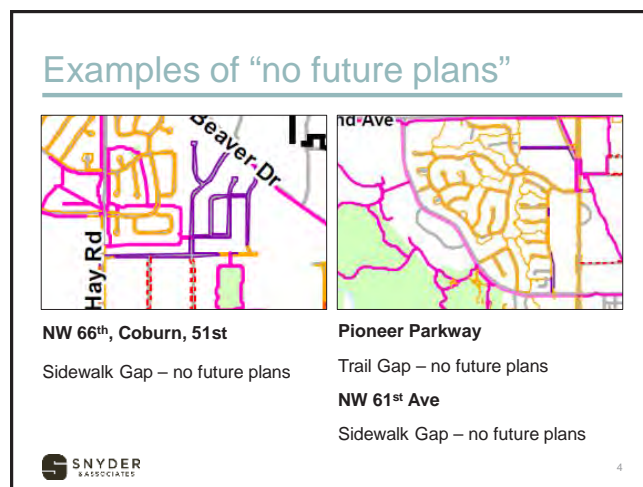 Examples of “no future plans”
Beaver Dr
Hay Rd
nd Ave
NW 66th, Coburn, 51st
Sidewalk Gap – no future plans
Pioneer Parkway
Trail Gap – no future plans
NW 61st Ave
Sidewalk Gap – no future plans
SNYDER
& ASSOCIATES
4